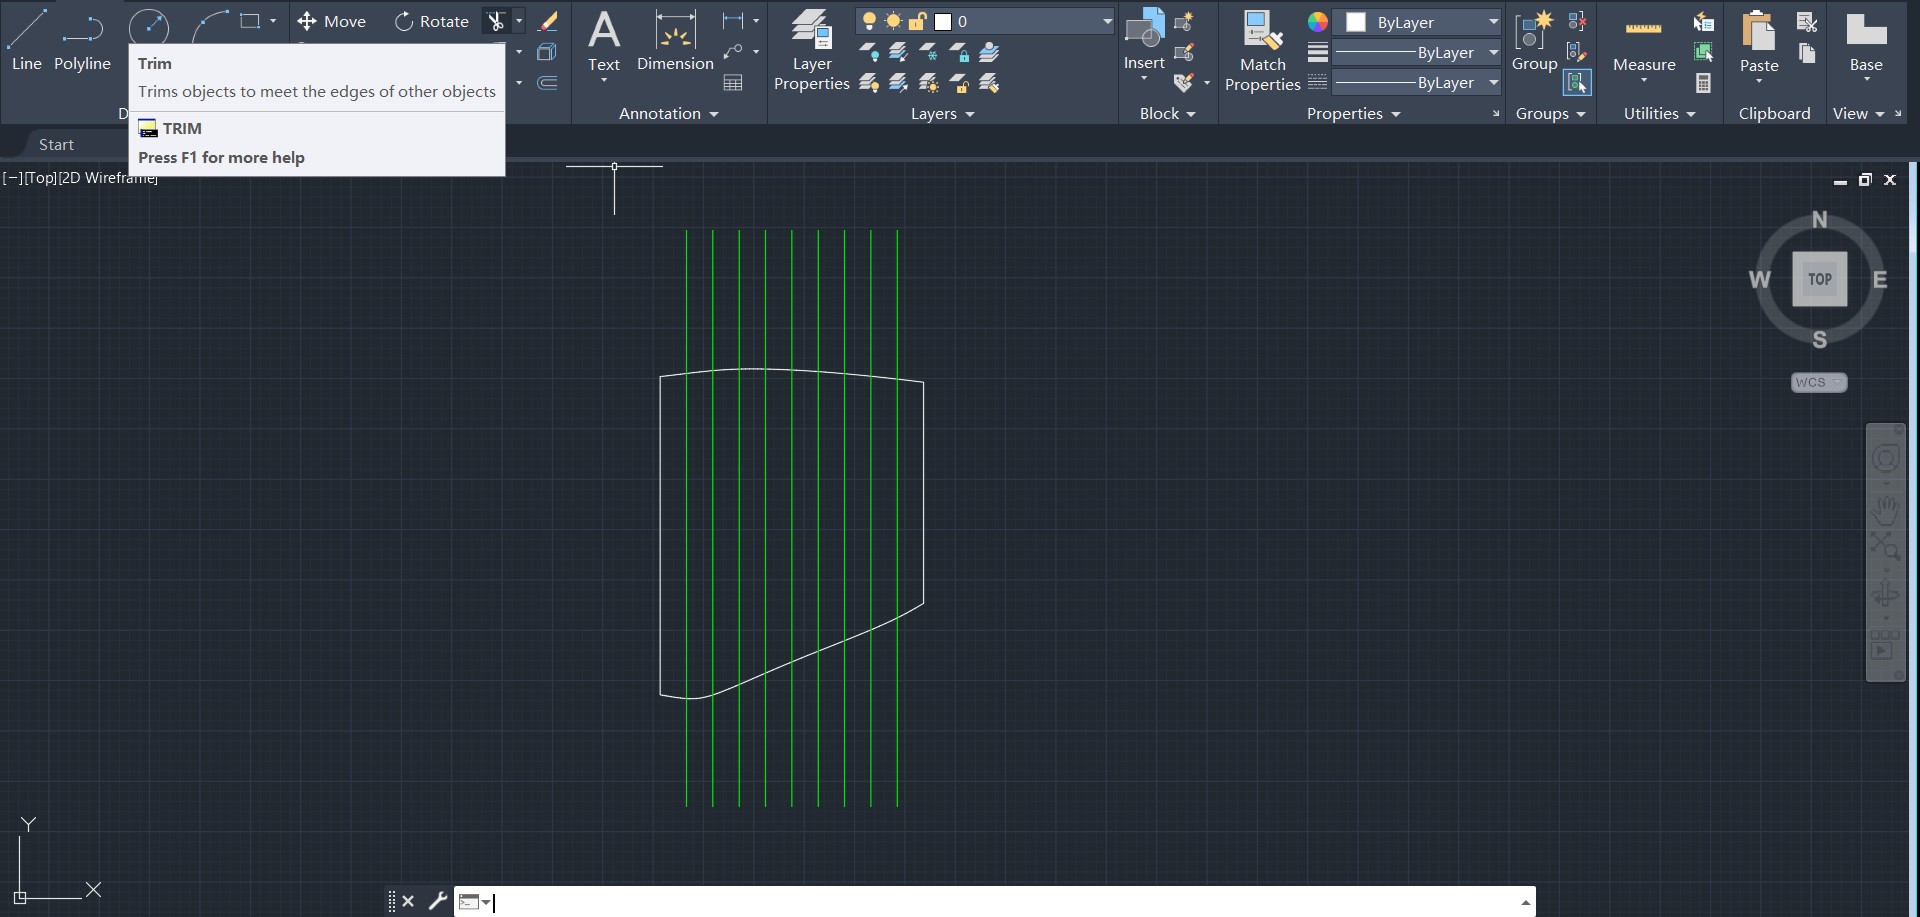 Move
Rotate
0
ByLayer
ByLayer
ByLayer
Line
Polyline
Text
Dimension
Layer
Properties
Insert
Match
Properties
Group
Measure
Paste
Base
D
Annotation
Layers
Block
Properties
Groups
Utilities
Clipboard
View
Trim
Trims objects to meet the edges of other objects
TRIM
Press F1 for more help
Start
[−][Top][2D Wireframe]
N
W
TOP
E
S
WCS
Y
X